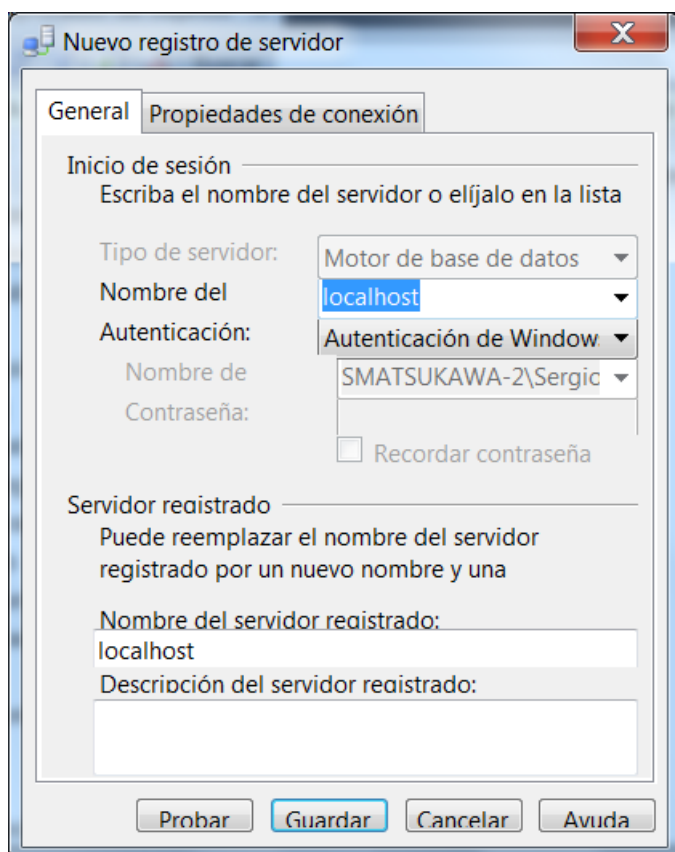 Nuevo registro de servidor
General
Propiedades de conexión
Inicio de sesión
Escriba el nombre del servidor o elíjalo en la lista
Tipo de servidor: Motor de base de datos
Nombre del localhost
Autenticación: Autenticación de Window
Nombre de SMATSUKAWA-2\Sergio
Contraseña:
Recordar contraseña
Servidor registrado
Puede reemplazar el nombre del servidor
registrado por un nuevo nombre y una
Nombre del servidor registrado:
localhost
Descripción del servidor registrado:
Probar Guardar Cancelar Ayuda